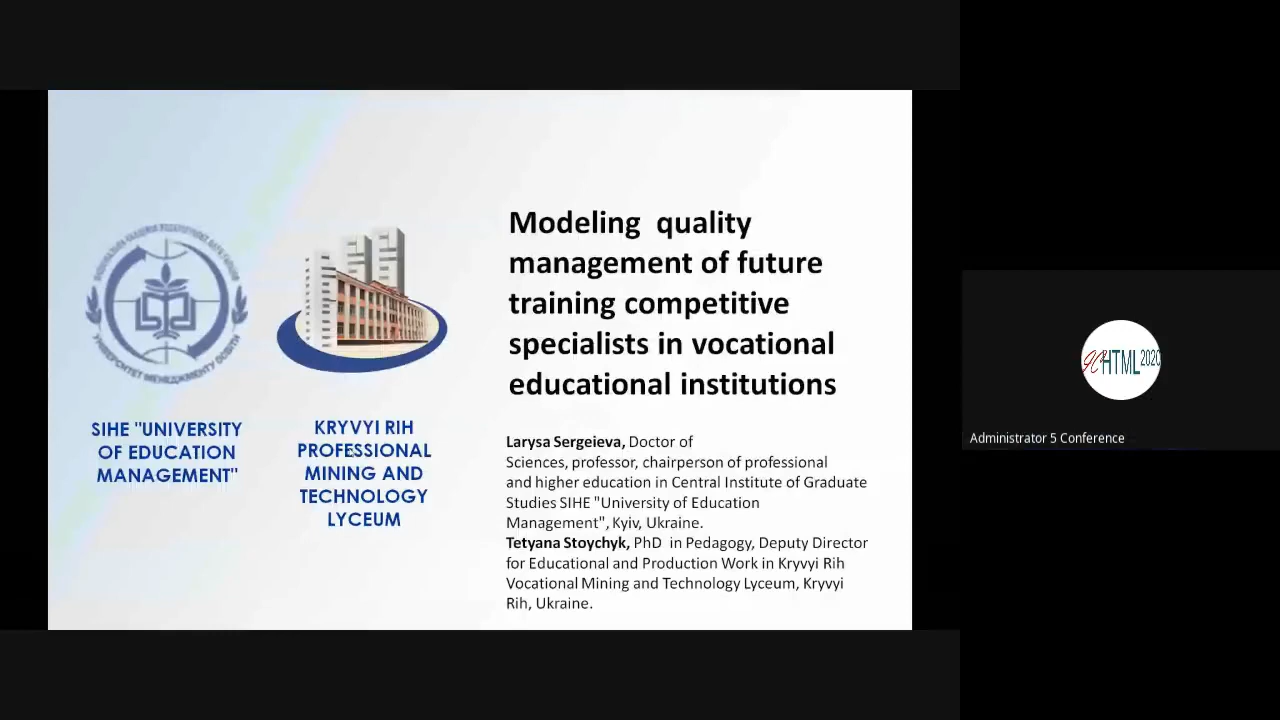 Modeling quality
management of future
training competitive
specialists in vocational
educational institutions
УНІВЕРСИТЕТ МЕНЕДЖМЕНТУ ОСВІТИ
SIHE "UNIVERSITY
OF EDUCATION
MANAGEMENT"
KRYVYI RIH
PROFESSIONAL
MINING AND
TECHNOLOGY
LYCEUM
Larysa Sergeieva, Doctor of
Sciences, professor, chairperson of professional
and higher education in Central Institute of Graduate
Studies SIHE "University of Education
Management", Kyiv, Ukraine.
Tetyana Stoychyk, PhD in Pedagogy, Deputy Director
for Educational and Production Work in Kryvyi Rih
Vocational Mining and Technology Lyceum, Kryvyi
Rih, Ukraine.
HTML 2020
Administrator 5 Conference